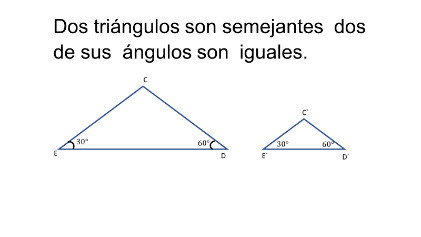 Dos triángulos son semejantes dos
de sus ángulos son iguales.
C
30°
60°
E
D
C´
30°
60°
E´
D´